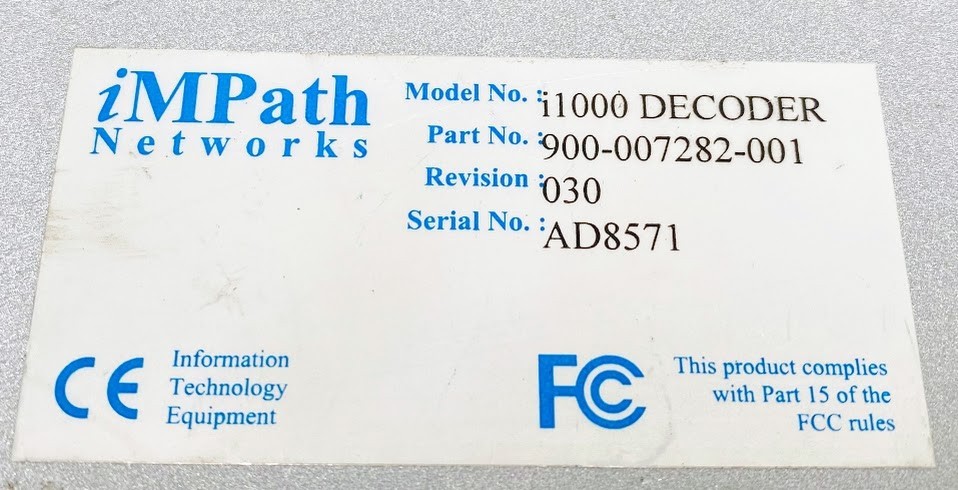 iMPath
Networks
Model No. : i1000 DECODER
Part No. : 900-007282-001
Revision : 030
Serial No. : AD8571
CE Information
Technology
Equipment
FC This product complies
with Part 15 of the
FCC rules